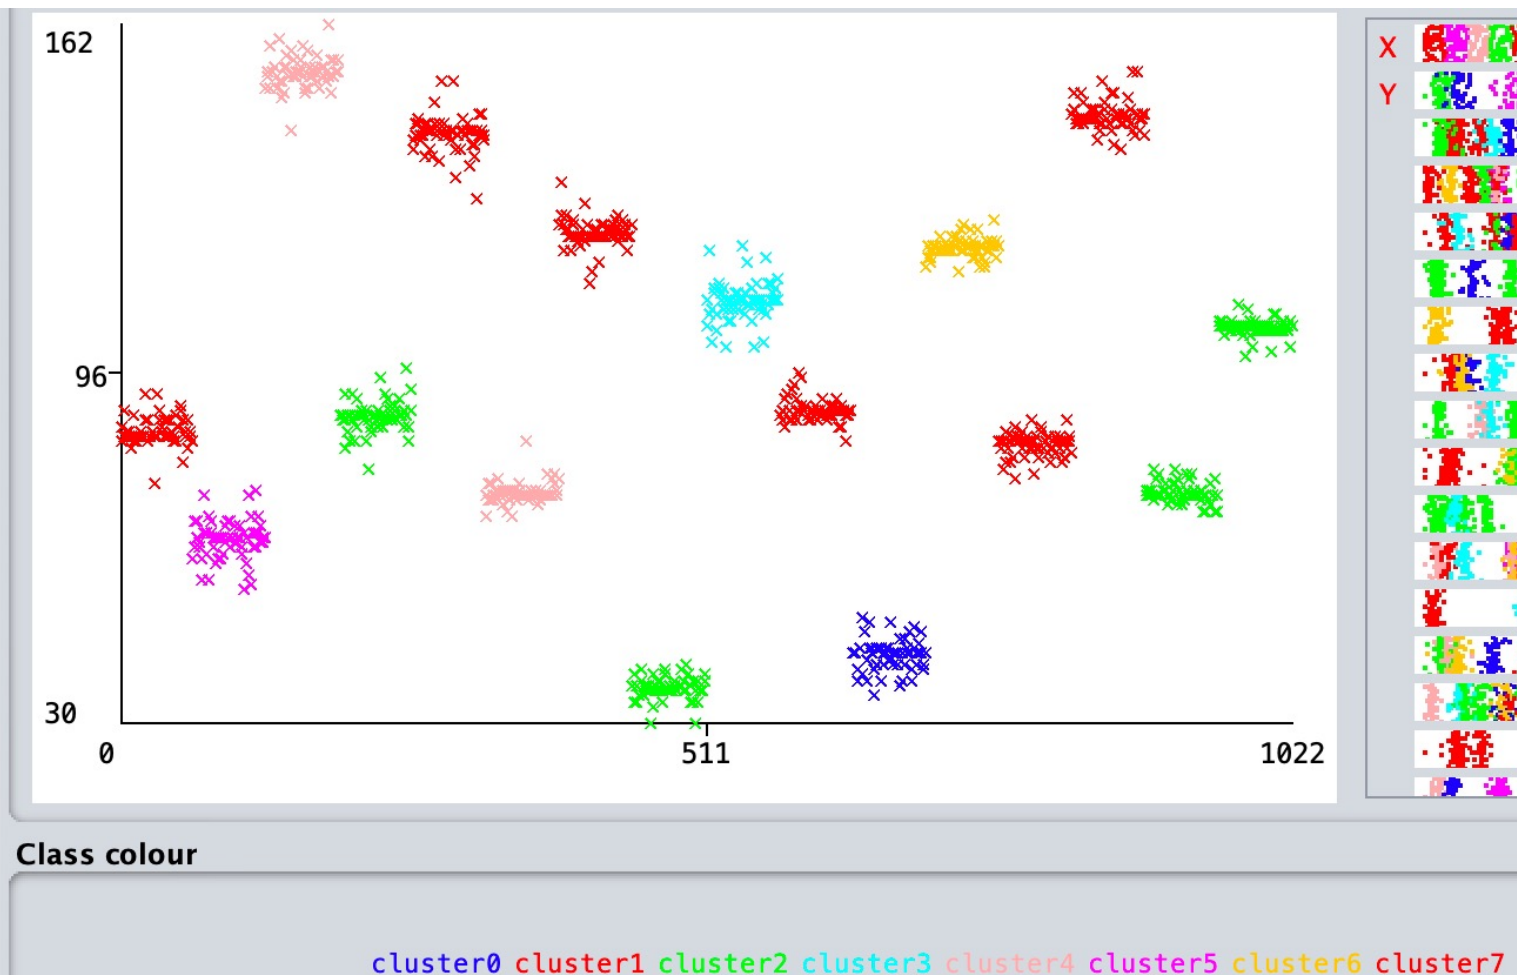 162
X
Y
96
30
0 511 1022
Class colour
cluster0 cluster1 cluster2 cluster3 cluster4 cluster5 cluster6 cluster7